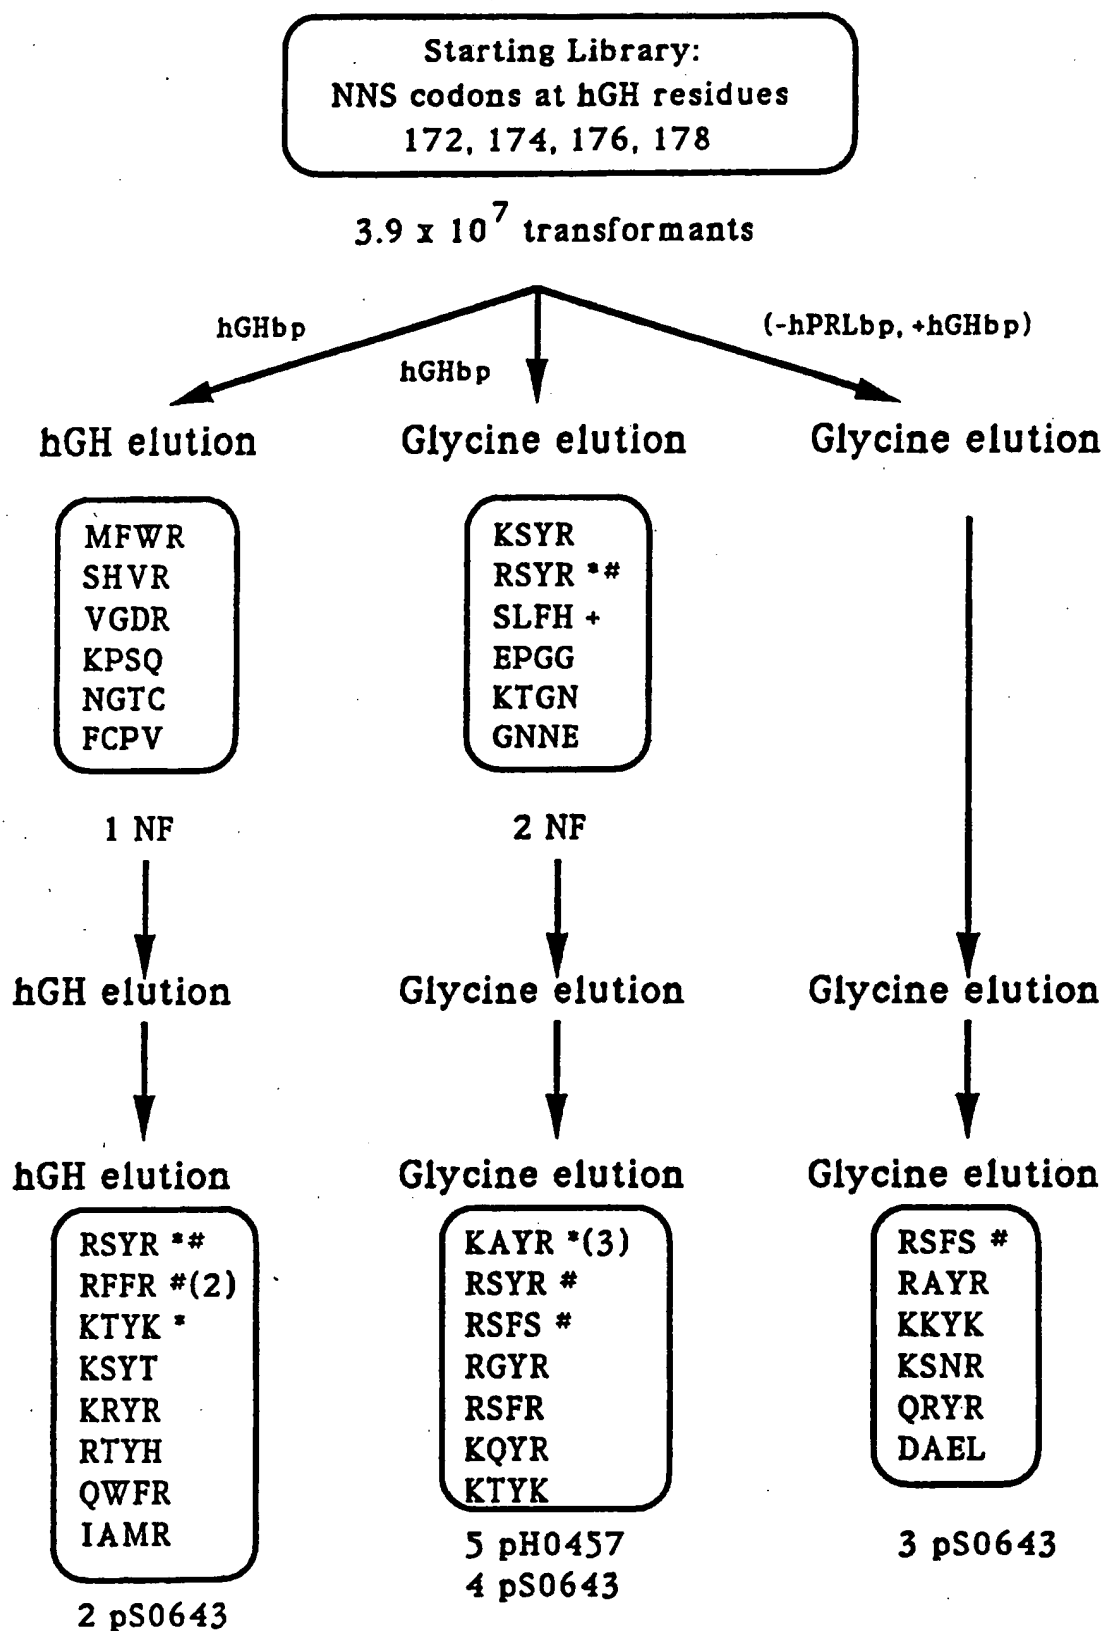 Starting Library:
NNS codons at hGH residues
172, 174, 176, 178
3.9 x 10^7 transformants
hGHbp
hGHbp
(-hPRLbp, +hGHbp)
hGH elution
Glycine elution
Glycine elution
MFWR
SHVR
VGDR
KPSQ
NGTC
FCPV
1 NF
KSYR
RSYR *#
SLFH +
EPGG
KTGN
GNNE
2 NF
hGH elution
Glycine elution
Glycine elution
hGH elution
Glycine elution
Glycine elution
RSYR *#
RFFR #(2)
KTYK *
KSYT
KRYR
RTYH
QWFR
IAMR
2 pS0643
KAYR *(3)
RSYR #
RSFS #
RGYR
RSFR
KQYR
KTYK
5 pH0457
4 pS0643
RSFS #
RAYR
KKYK
KSNR
QRYR
DAEL
3 pS0643